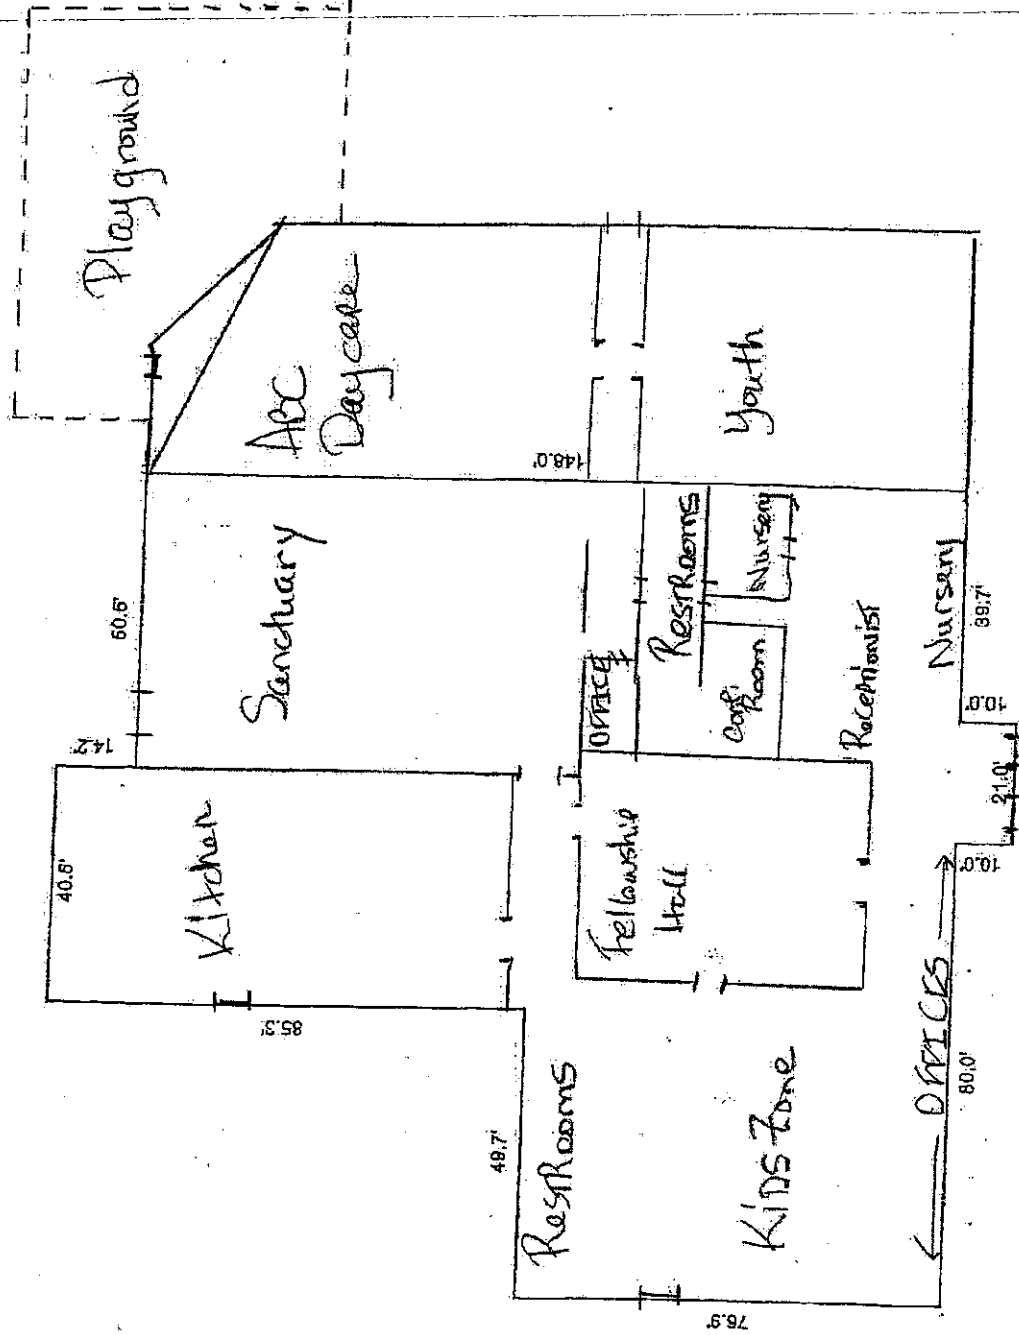 Playground
ABC
Daycare
Youth
148.0'
60.6'
14.2'
Sanctuary
OFFICE
RestRooms
Nursery
Conf.
Room
Receptionist
Nursery
39.7'
10.0'
21.0'
10.0'
40.6'
Kitchen
85.3'
Fellowship
Hall
49.7'
RestRooms
KiDS Zone
OFFICES
80.0'
76.9'